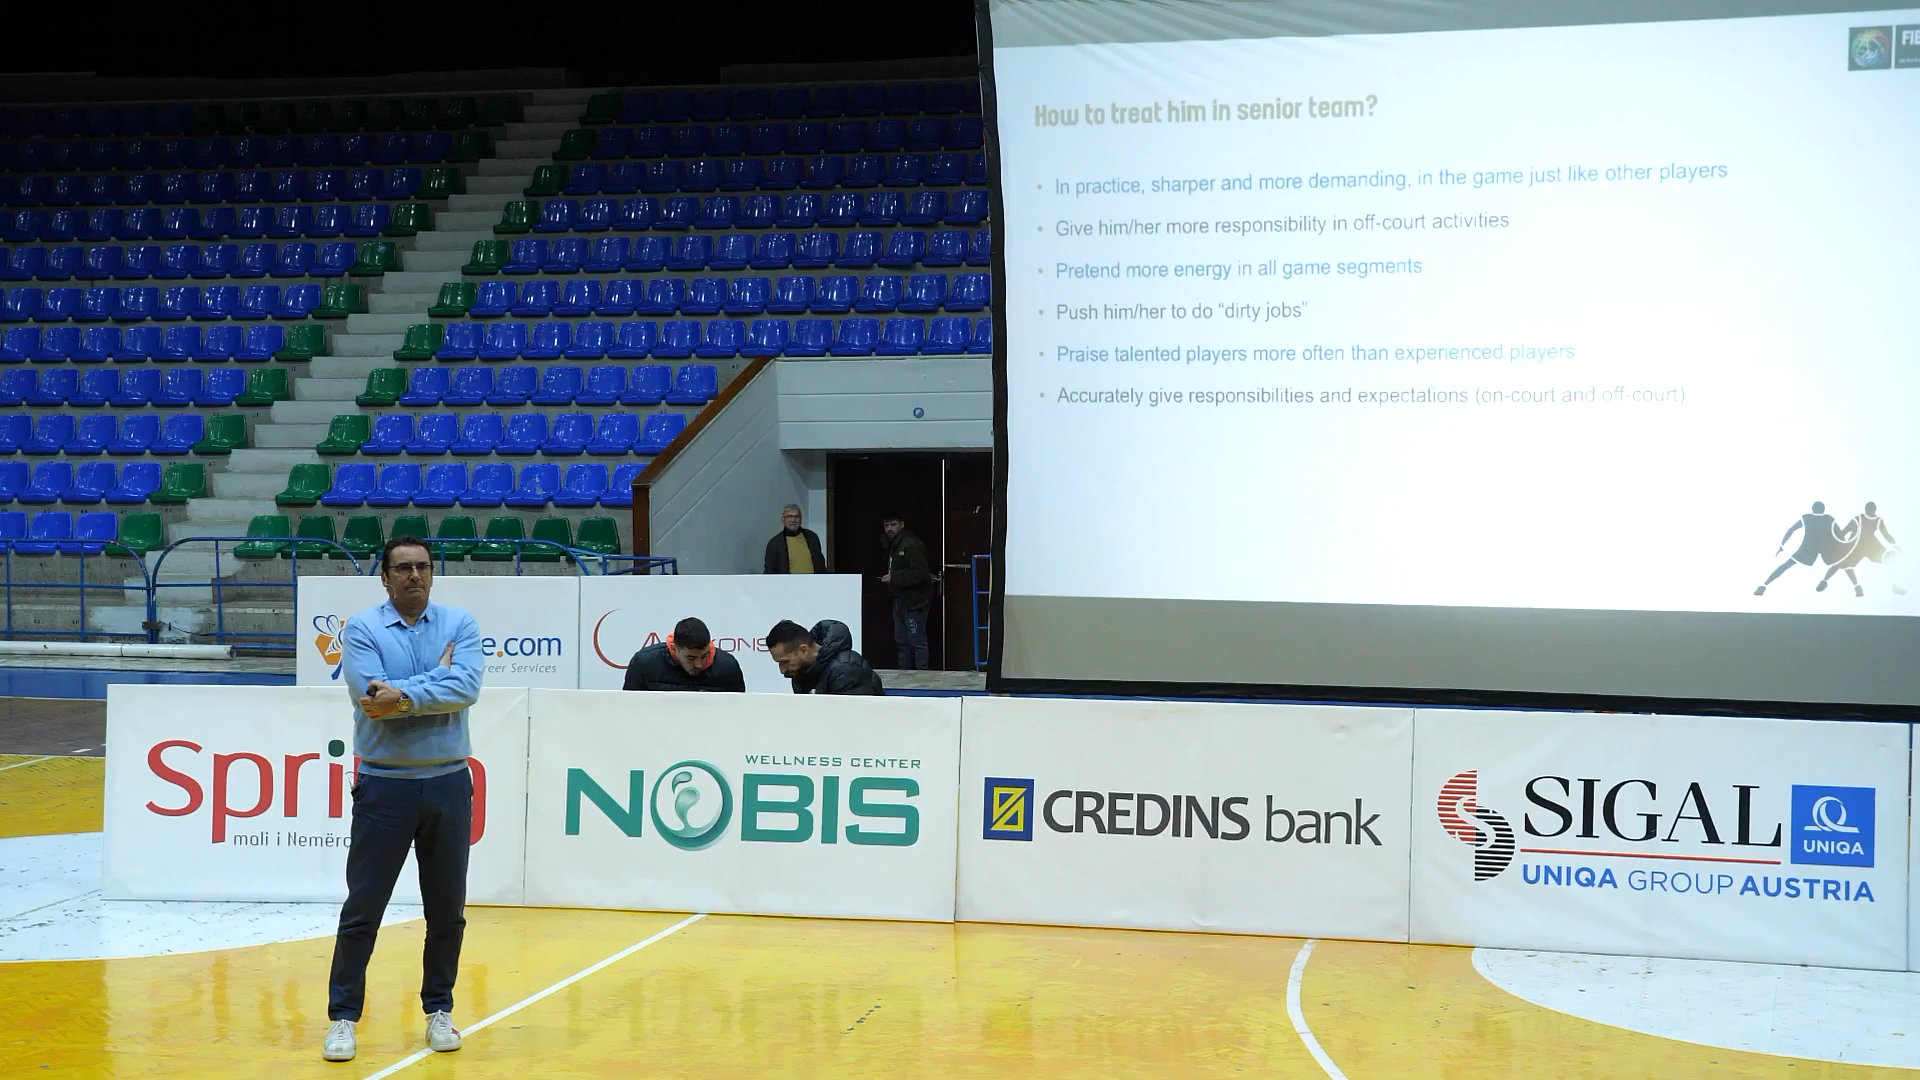 How to treat him in senior team?
• In practice, sharper and more demanding, in the game just like other players
• Give him/her more responsibility in off-court activities
• Pretend more energy in all game segments
• Push him/her to do “dirty jobs”
• Praise talented players more often than experienced players
• Accurately give responsibilities and expectations (on-court and off-court)
e.com
reer Services
KONS
Spri
mali i Nemërç
WELLNESS CENTER
NOBIS
CREDINS bank
SIGAL
UNIQA
UNIQA GROUP AUSTRIA